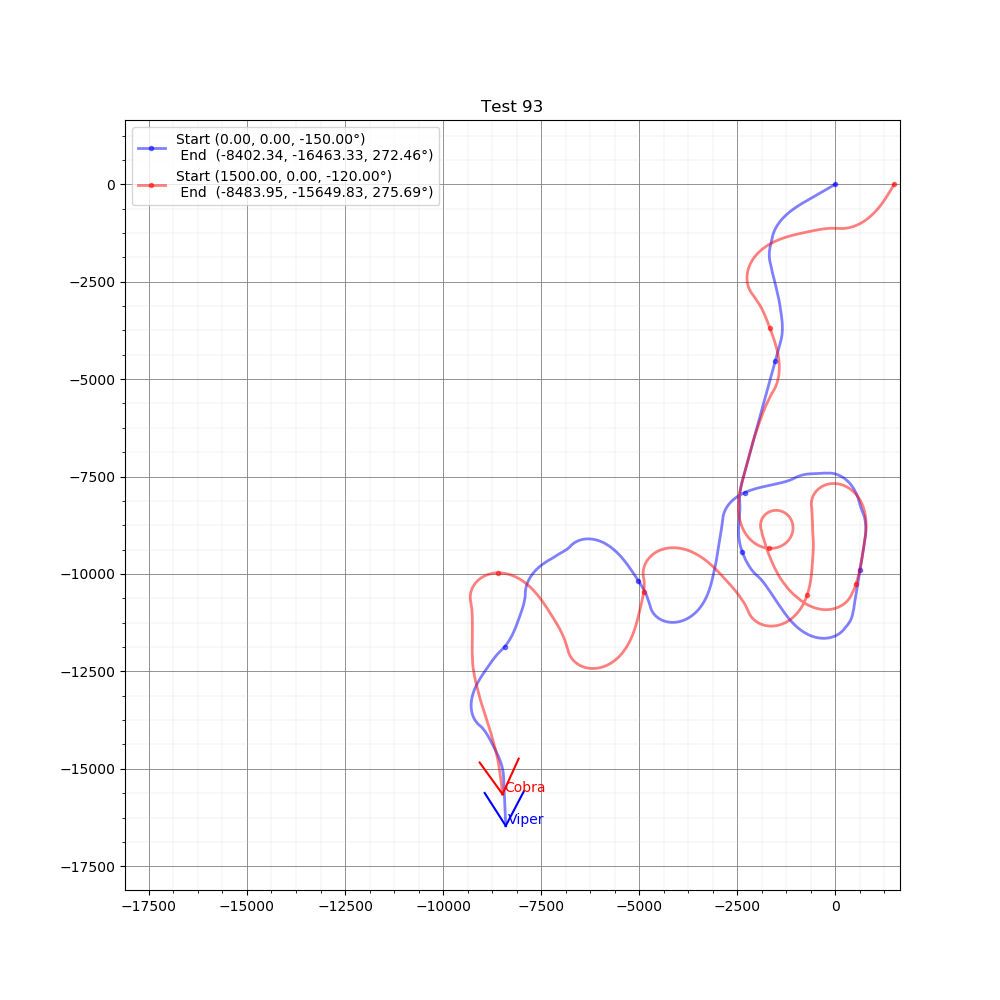 Test 93
Start (0.00, 0.00, -150.00°)
End  (-8402.34, -16463.33, 272.46°)
Start (1500.00, 0.00, -120.00°)
End  (-8483.95, -15649.83, 275.69°)
0
−2500
−5000
−7500
−10000
−12500
−15000
−17500
Cobra
Viper
−17500 −15000 −12500 −10000 −7500 −5000 −2500 0